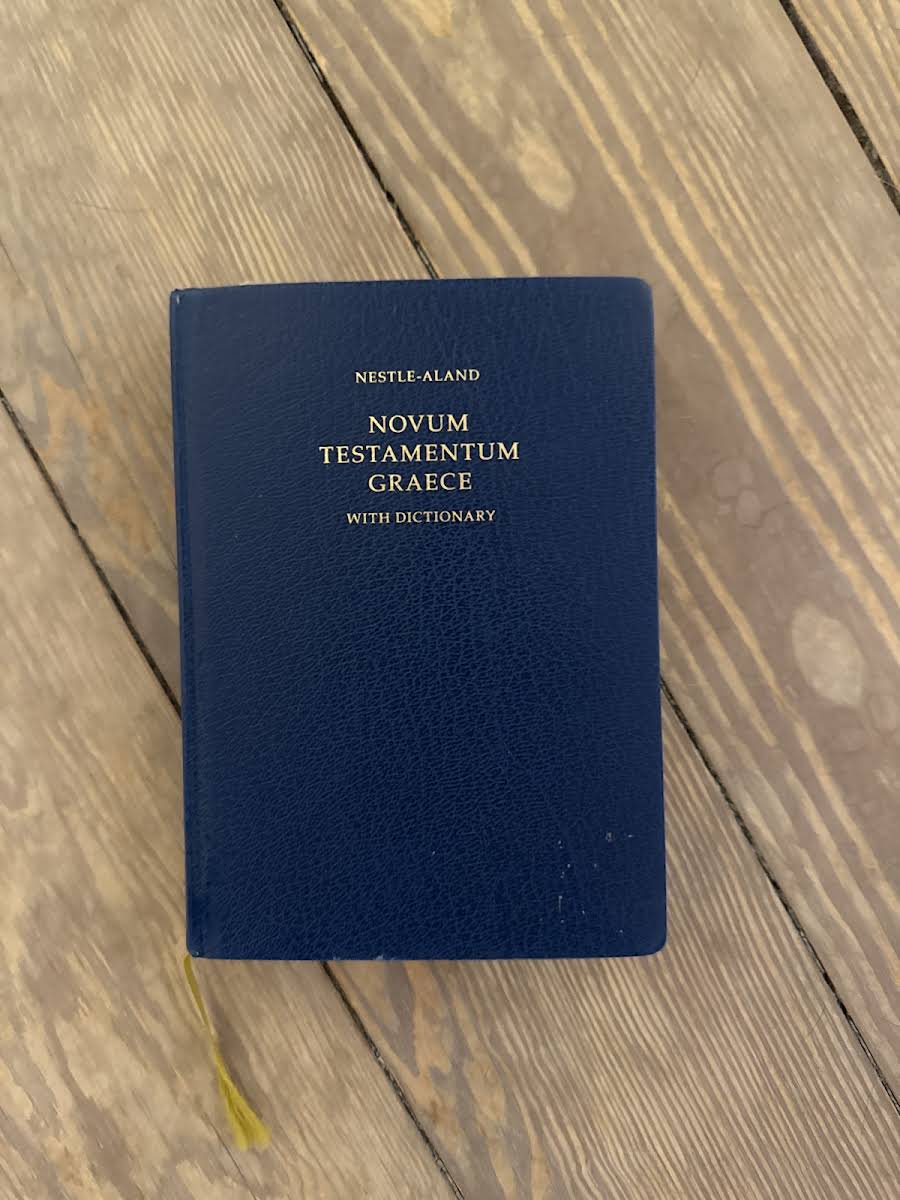 NESTLE-ALAND
NOVUM
TESTAMENTUM
GRAECE
WITH DICTIONARY